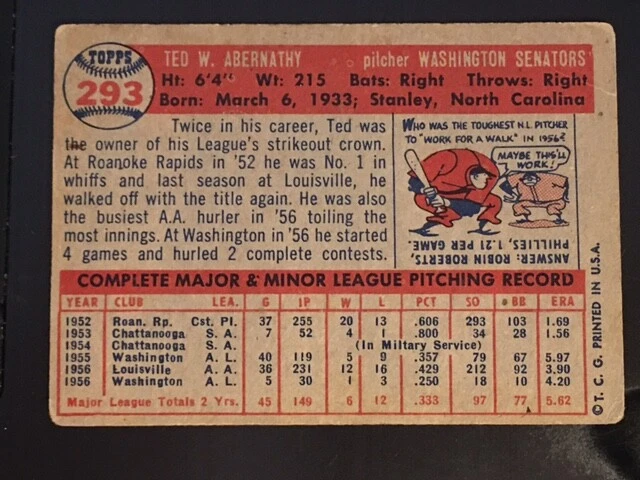 TOPPS
293
TED W. ABERNATHY pitcher WASHINGTON SENATORS
Ht: 6'4" Wt: 215 Bats: Right Throws: Right
Born: March 6, 1933; Stanley, North Carolina
Twice in his career, Ted was
the owner of his League's strikeout crown.
At Roanoke Rapids in '52 he was No. 1 in
whiffs and last season at Louisville, he
walked off with the title again. He was also
the busiest A.A. hurler in '56 toiling the
most innings. At Washington in '56 he started
4 games and hurled 2 complete contests.
WHO WAS THE TOUGHEST N.L. PITCHER
TO "WORK FOR A WALK" IN 1956?
MAYBE THIS'LL
WORK!
ANSWER: ROBIN ROBERTS,
PHILLIES, 1.21 PER GAME.
COMPLETE MAJOR & MINOR LEAGUE PITCHING RECORD
YEAR CLUB LEA. G IP W L PCT SO BB ERA
1952 Roan. Rp. Cst. Pl. 37 255 20 13 .606 293 103 1.69
1953 Chattanooga S. A. 7 52 4 1 .800 34 28 1.56
1954 Chattanooga S. A. (In Military Service)
1955 Washington A. L. 40 119 5 9 .357 79 67 5.97
1956 Louisville A. A. 36 231 12 16 .429 212 92 3.90
1956 Washington A. L. 5 30 1 3 .250 18 10 4.20
Major League Totals 2 Yrs. 45 149 6 12 .333 97 77 5.62
© T. C. G. PRINTED IN U.S.A.